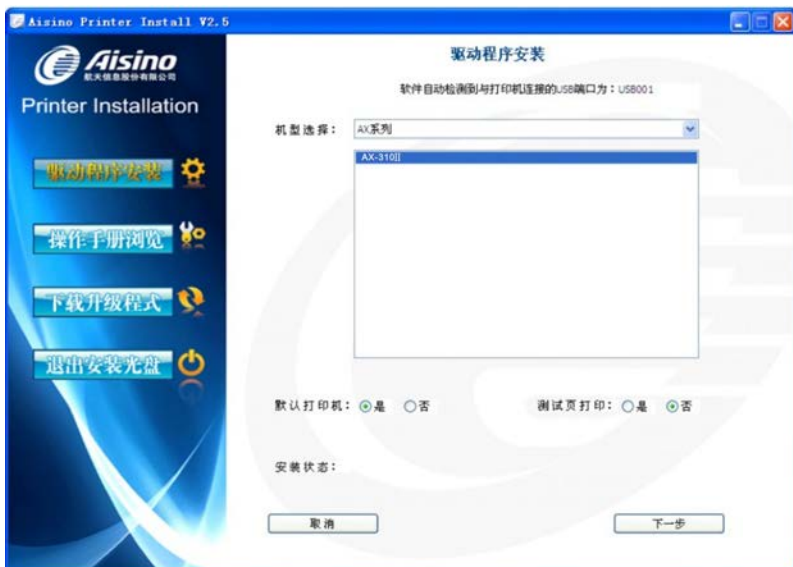 Aisino Printer Install V2.5
Aisino
航天信息股份有限公司
Printer Installation
驱动程序安装
操作手册浏览
下载升级程式
退出安装光盘
驱动程序安装
软件自动检测到与打印机连接的USB端口为：USB001
机型选择： AX系列
AX-310II
默认打印机： 是 否 测试页打印： 是 否
安装状态：
取消 下一步